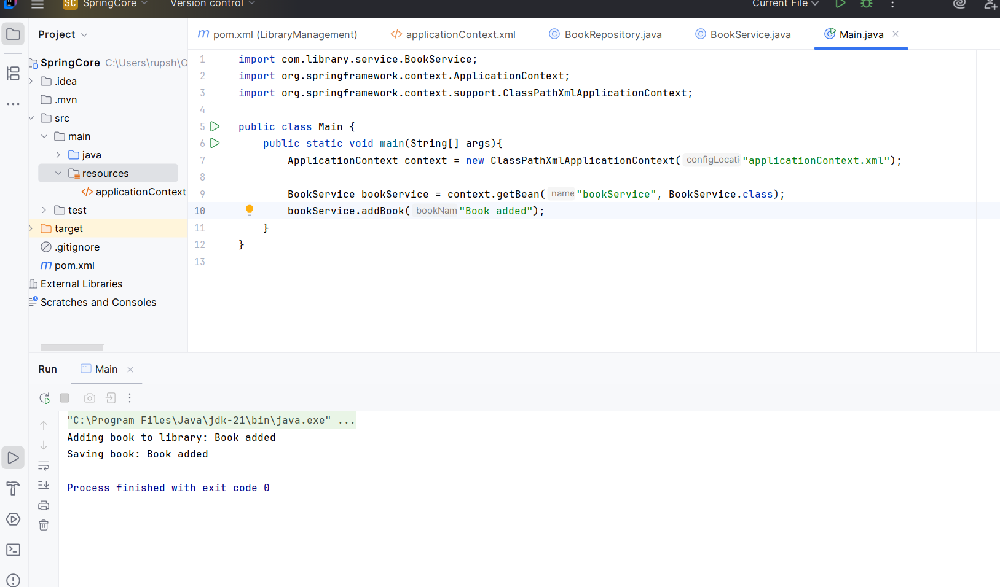 SC SpringCore Version control Current File
Project
pom.xml (LibraryManagement) applicationContext.xml BookRepository.java BookService.java Main.java
SpringCore C:\Users\rupsh\O
.idea
.mvn
src
main
java
resources
applicationContext.
test
target
.gitignore
pom.xml
External Libraries
Scratches and Consoles
1 import com.library.service.BookService;
2 import org.springframework.context.ApplicationContext;
3 import org.springframework.context.support.ClassPathXmlApplicationContext;
4
5 public class Main {
6 public static void main(String[] args){
7 ApplicationContext context = new ClassPathXmlApplicationContext( configLocati "applicationContext.xml");
8
9 BookService bookService = context.getBean( name "bookService", BookService.class);
10 bookService.addBook( bookNam "Book added");
11 }
12 }
13
Run Main
"C:\Program Files\Java\jdk-21\bin\java.exe" ...
Adding book to library: Book added
Saving book: Book added
Process finished with exit code 0